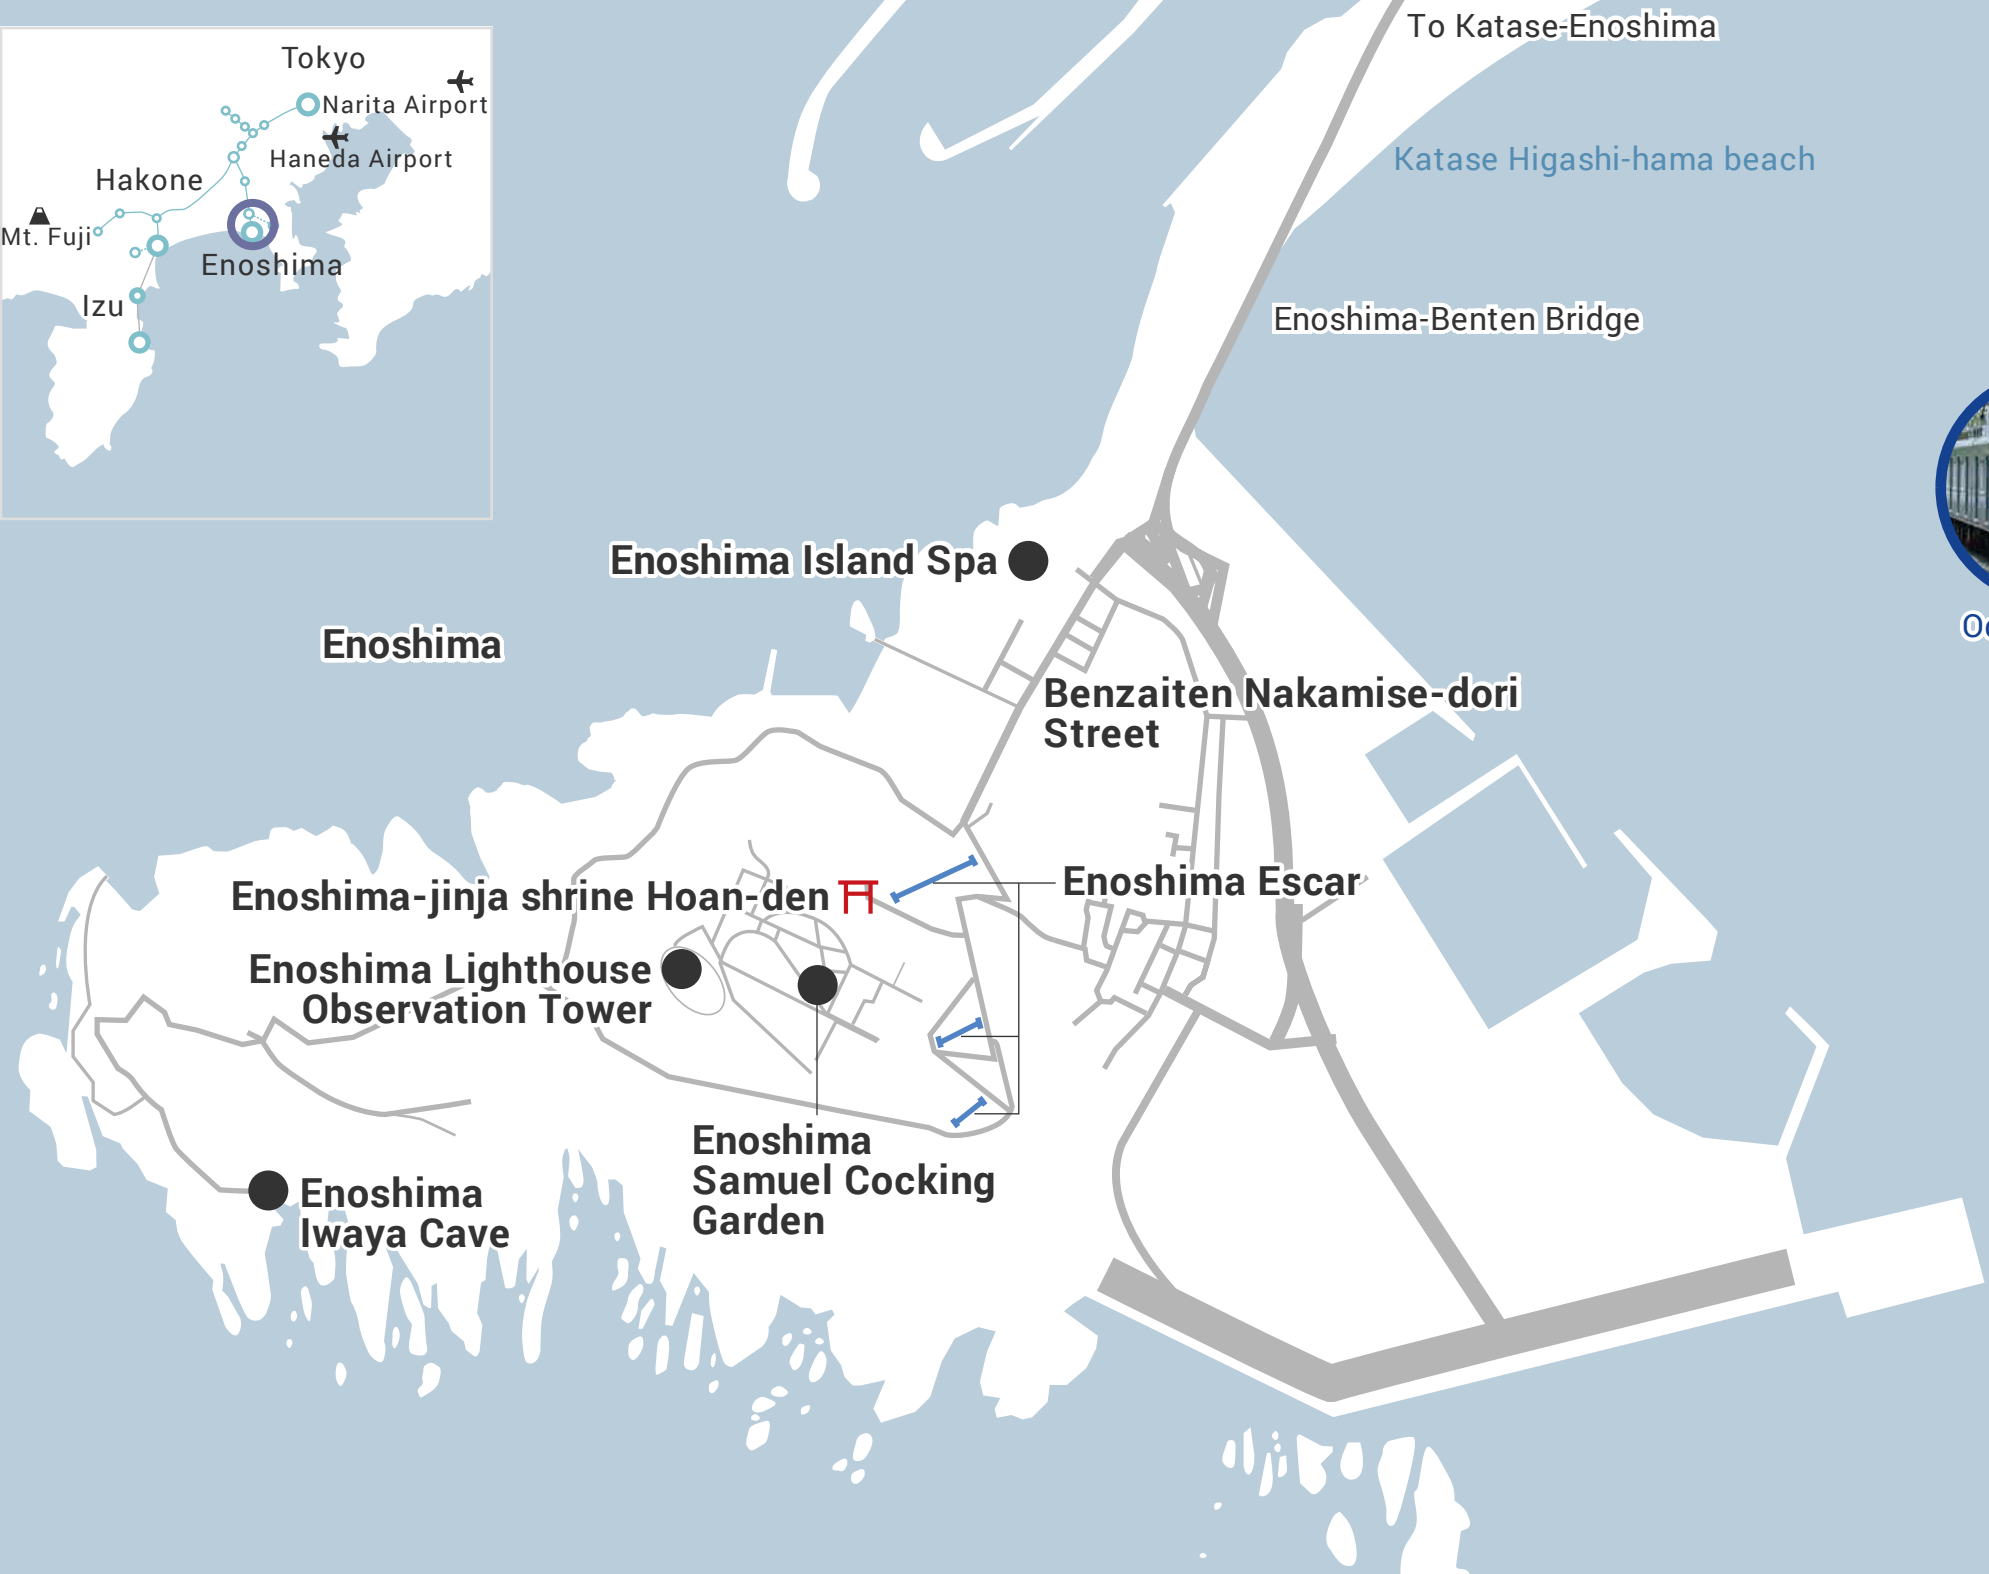 Tokyo
Narita Airport
Haneda Airport
Hakone
Mt. Fuji
Enoshima
Izu
To Katase-Enoshima
Katase Higashi-hama beach
Enoshima-Benten Bridge
Enoshima Island Spa
Enoshima
Benzaiten Nakamise-dori
Street
Enoshima-jinja shrine Hoan-den
Enoshima Escar
Enoshima Lighthouse
Observation Tower
Enoshima
Samuel Cocking
Garden
Enoshima
Iwaya Cave